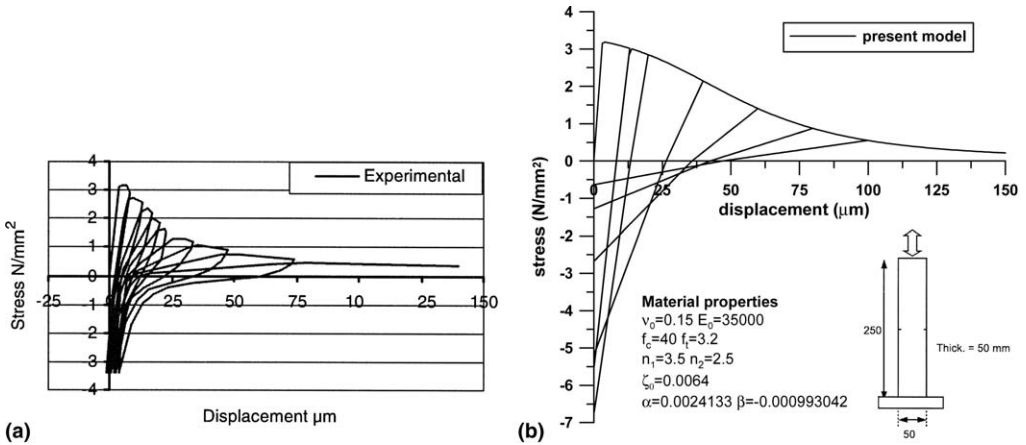 4
3
2
1
0
-1
-2
-3
-4
-25
0
25
50
75
10
125
150
Experimental
Stress N/mm²
Displacement µm
(a)
4
3
2
1
0
-1
-2
-3
-4
-5
-6
-7
0
25
50
75
100
125
150
present model
stress (N/mm²)
displacement (µm)
Material properties
ν₀=0.15 E₀=35000
f_c=40 f_t=3.2
n₁=3.5 n₂=2.5
ζ₀=0.0064
α=0.0024133 β=-0.000993042
250
Thick. = 50 mm
50
(b)